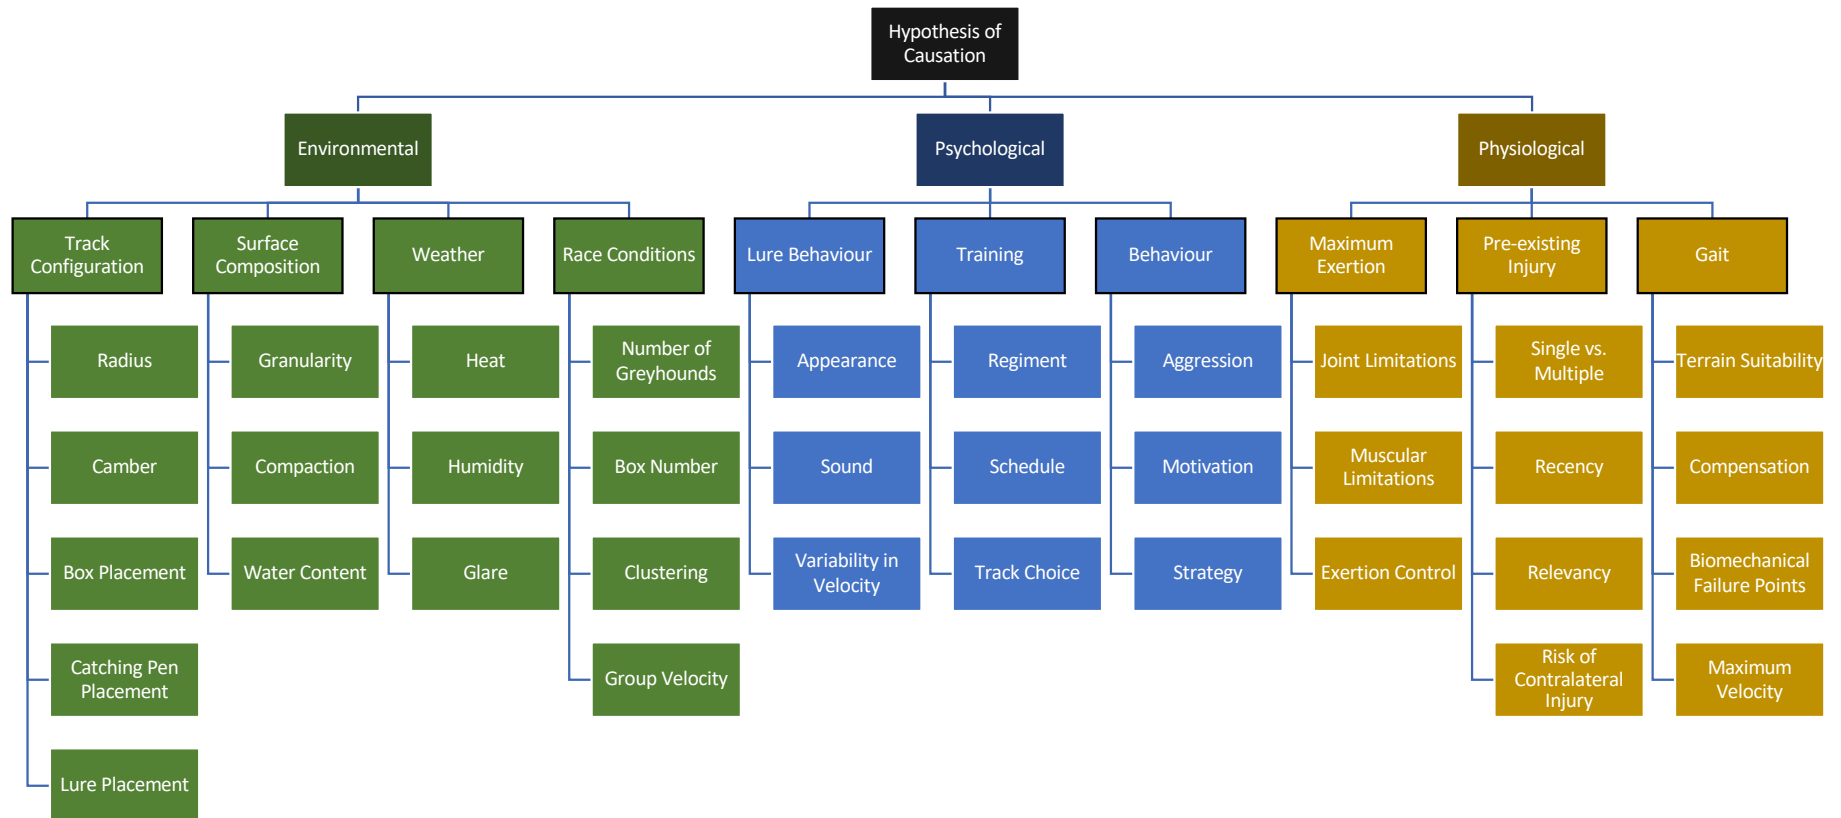 Hypothesis of
Causation
Environmental
Psychological
Physiological
Track
Configuration
Surface
Composition
Weather
Race Conditions
Lure Behaviour
Training
Behaviour
Maximum
Exertion
Pre-existing
Injury
Gait
Radius
Granularity
Heat
Number of
Greyhounds
Appearance
Regiment
Aggression
Joint Limitations
Single vs.
Multiple
Terrain Suitability
Camber
Compaction
Humidity
Box Number
Sound
Schedule
Motivation
Muscular
Limitations
Recency
Compensation
Box Placement
Water Content
Glare
Clustering
Variability in
Velocity
Track Choice
Strategy
Exertion Control
Relevancy
Biomechanical
Failure Points
Catching Pen
Placement
Group Velocity
Risk of
Contralateral
Injury
Maximum
Velocity
Lure Placement